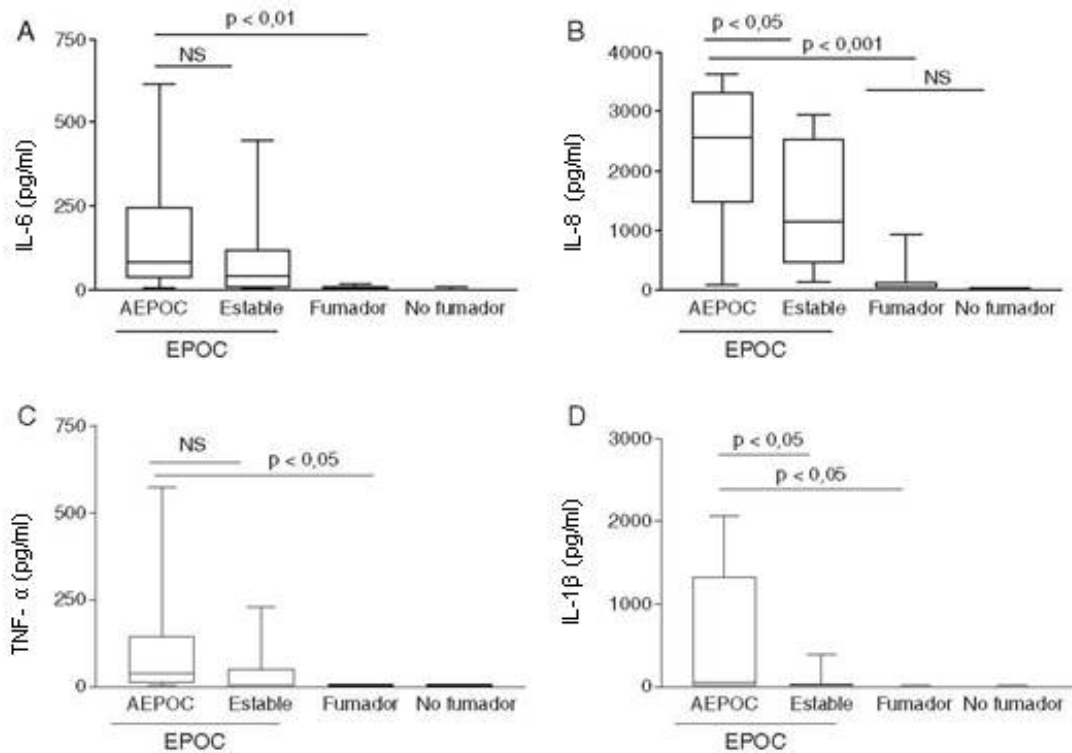 A
p < 0,01
NS
750
500
250
0
IL-6 (pg/ml)
AEPOC Estable Fumador No fumador
EPOC
B
p < 0,05
p < 0,001
NS
4000
3000
2000
1000
0
IL-8 (pg/ml)
AEPOC Estable Fumador No fumador
EPOC
C
NS
p < 0,05
750
500
250
0
TNF- α (pg/ml)
AEPOC Estable Fumador No fumador
EPOC
D
p < 0,05
p < 0,05
3000
2000
1000
0
IL-1β (pg/ml)
AEPOC Estable Fumador No fumador
EPOC